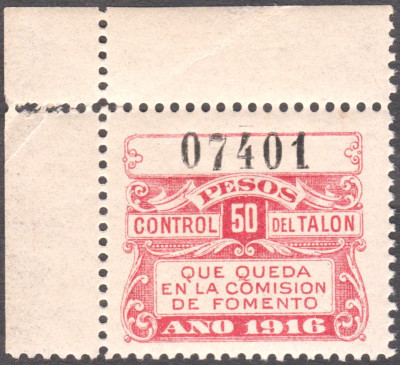 07401
PESOS
CONTROL 50 DEL TALON
QUE QUEDA
EN LA COMISION
DE FOMENTO
AÑO 1916